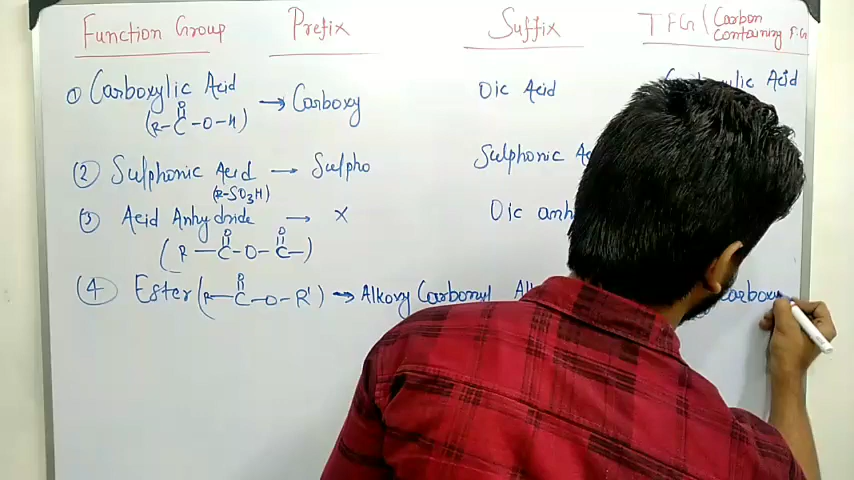 Function Group Prefix Suffix TFG (Carbon Containing F.G
① Carboxylic Acid → Carboxy Oic Acid Acid
(R-C-O-H)
O
② Sulphonic Acid → Sulpho Sulphonic
(R-SO3H)
③ Acid Anhydride → X Oic
O O
(R-C-O-C-)
O
④ Ester (R-C-O-R') → Alkoxy Carbonyl